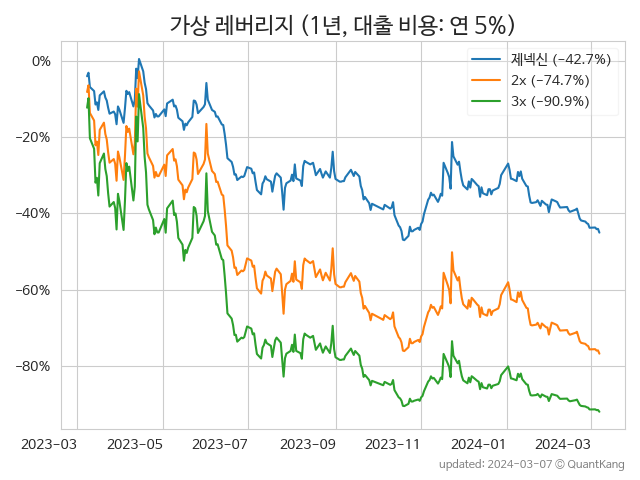 가상 레버리지 (1년, 대출 비용: 연 5%)
제넥신 (−42.7%)
2x (−74.7%)
3x (−90.9%)
0%
−20%
−40%
−60%
−80%
2023−03 2023−05 2023−07 2023−09 2023−11 2024−01 2024−03
updated: 2024−03−07 © QuantKang